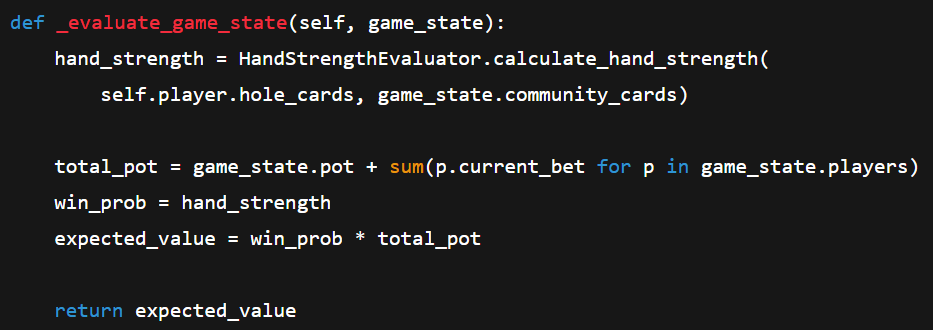 def _evaluate_game_state(self, game_state):
    hand_strength = HandStrengthEvaluator.calculate_hand_strength(
        self.player.hole_cards, game_state.community_cards)
    total_pot = game_state.pot + sum(p.current_bet for p in game_state.players)
    win_prob = hand_strength
    expected_value = win_prob * total_pot
    return expected_value